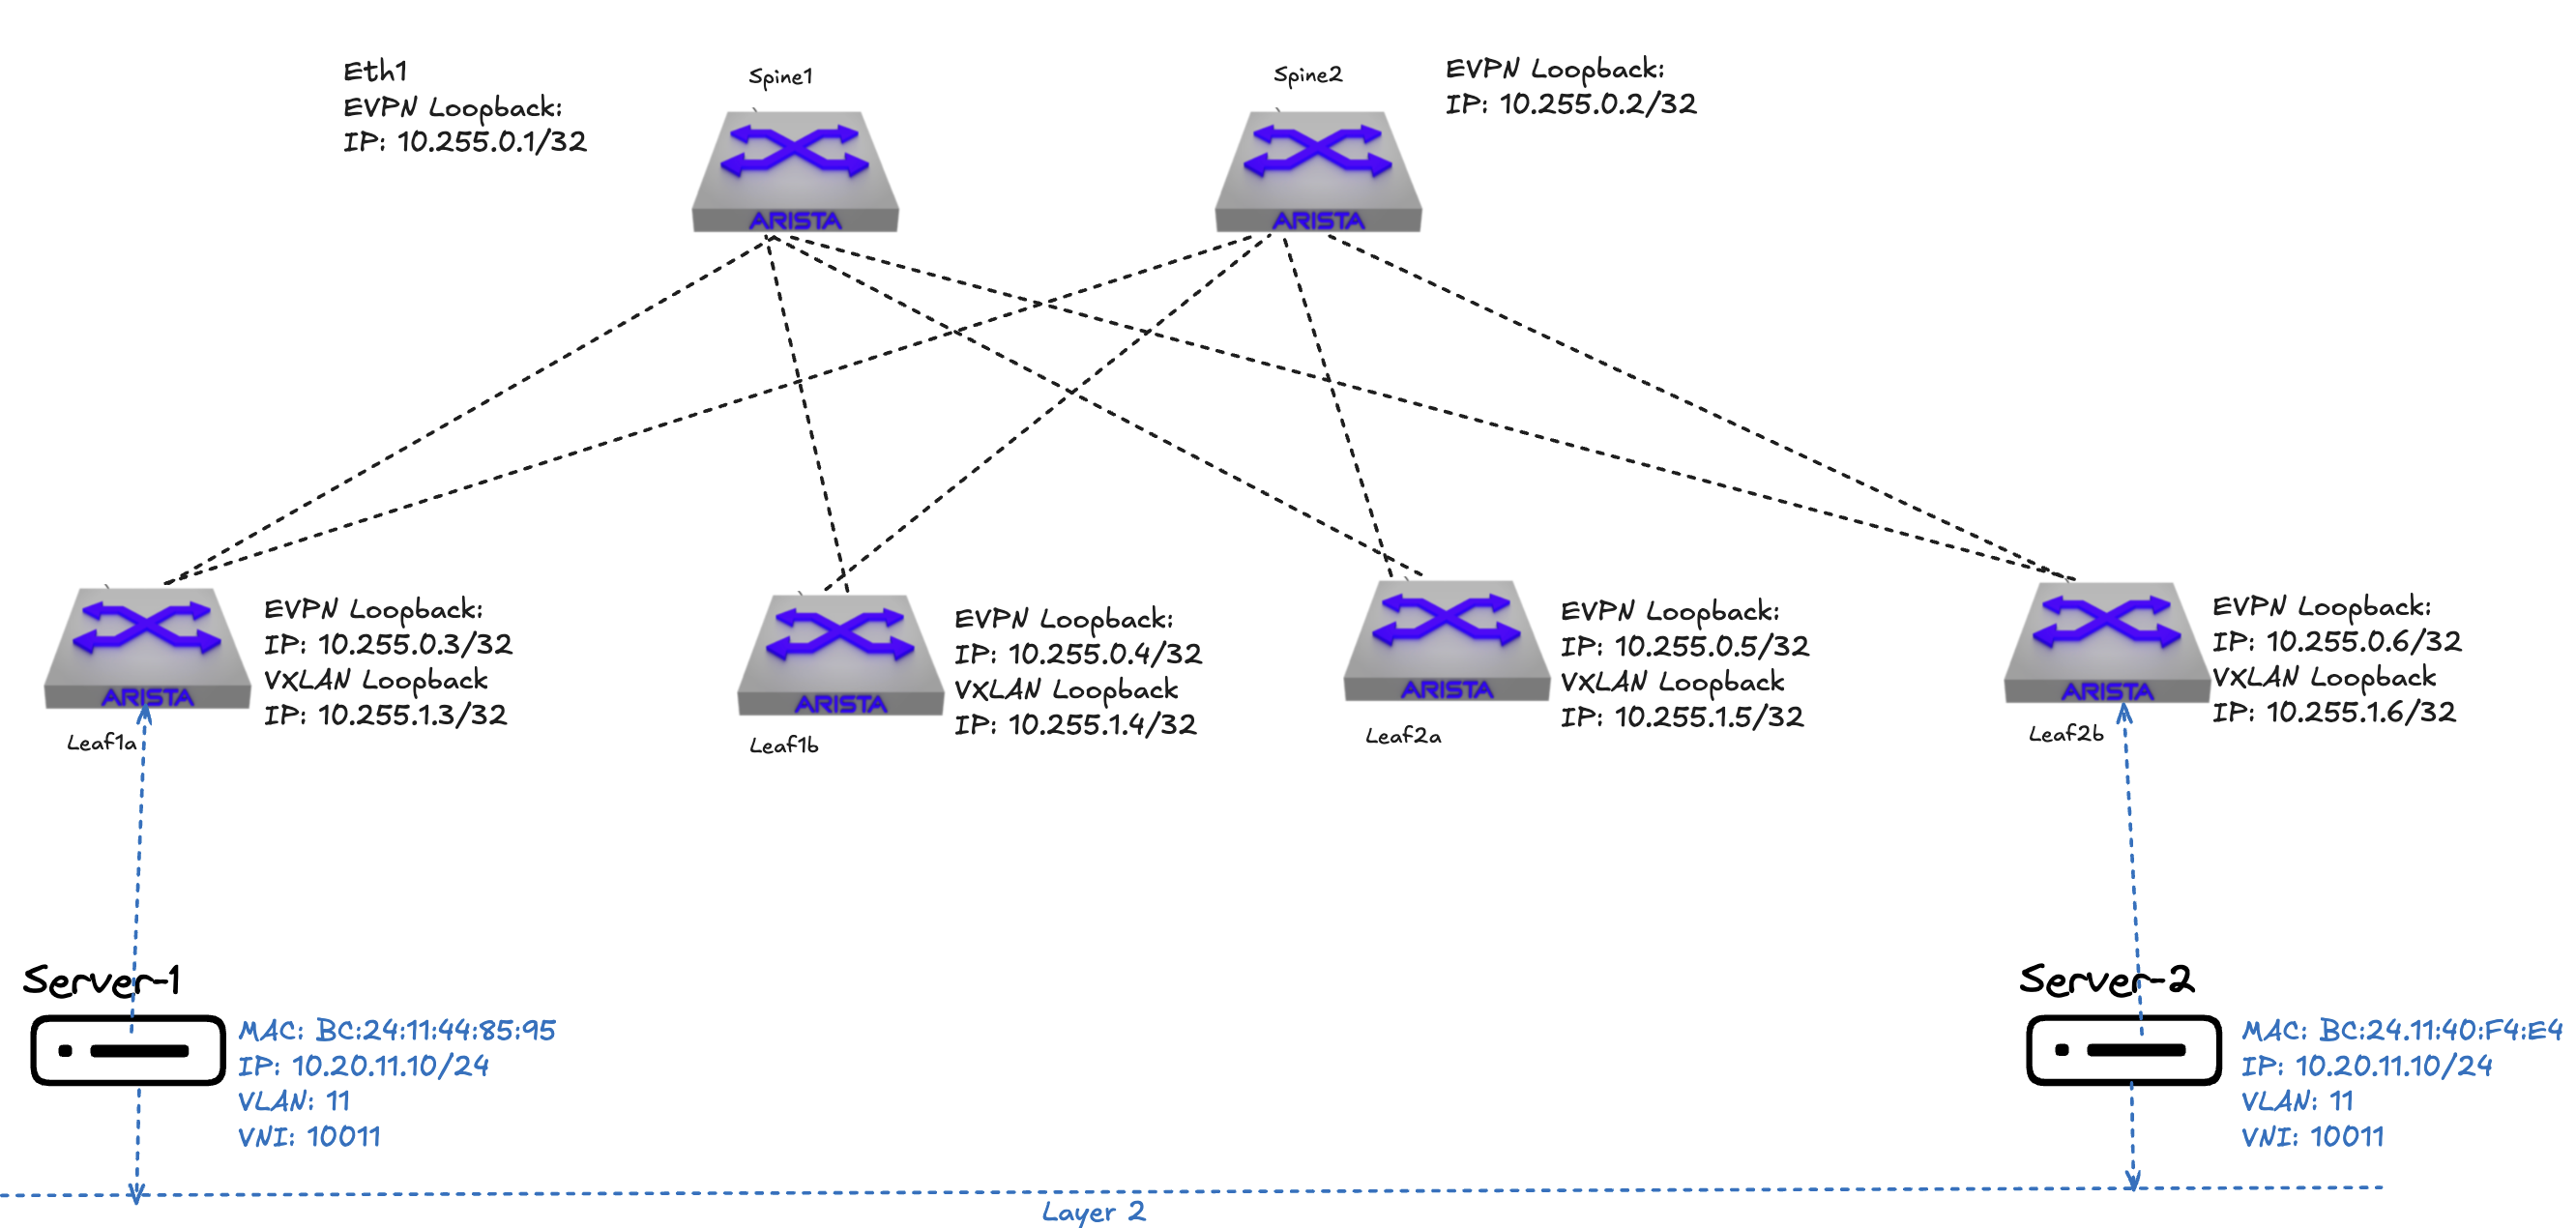 Eth1
EVPN Loopback:
IP: 10.255.0.1/32
Spine1
ARISTA
Spine2
ARISTA
EVPN Loopback:
IP: 10.255.0.2/32
ARISTA
Leaf1a
EVPN Loopback:
IP: 10.255.0.3/32
VXLAN Loopback
IP: 10.255.1.3/32
ARISTA
Leaf1b
EVPN Loopback:
IP: 10.255.0.4/32
VXLAN Loopback
IP: 10.255.1.4/32
ARISTA
Leaf2a
EVPN Loopback:
IP: 10.255.0.5/32
VXLAN Loopback
IP: 10.255.1.5/32
ARISTA
Leaf2b
EVPN Loopback:
IP: 10.255.0.6/32
VXLAN Loopback
IP: 10.255.1.6/32
Server-1
MAC: BC:24:11:44:85:95
IP: 10.20.11.10/24
VLAN: 11
VNI: 10011
Server-2
MAC: BC:24.11:40:F4:E4
IP: 10.20.11.10/24
VLAN: 11
VNI: 10011
Layer 2